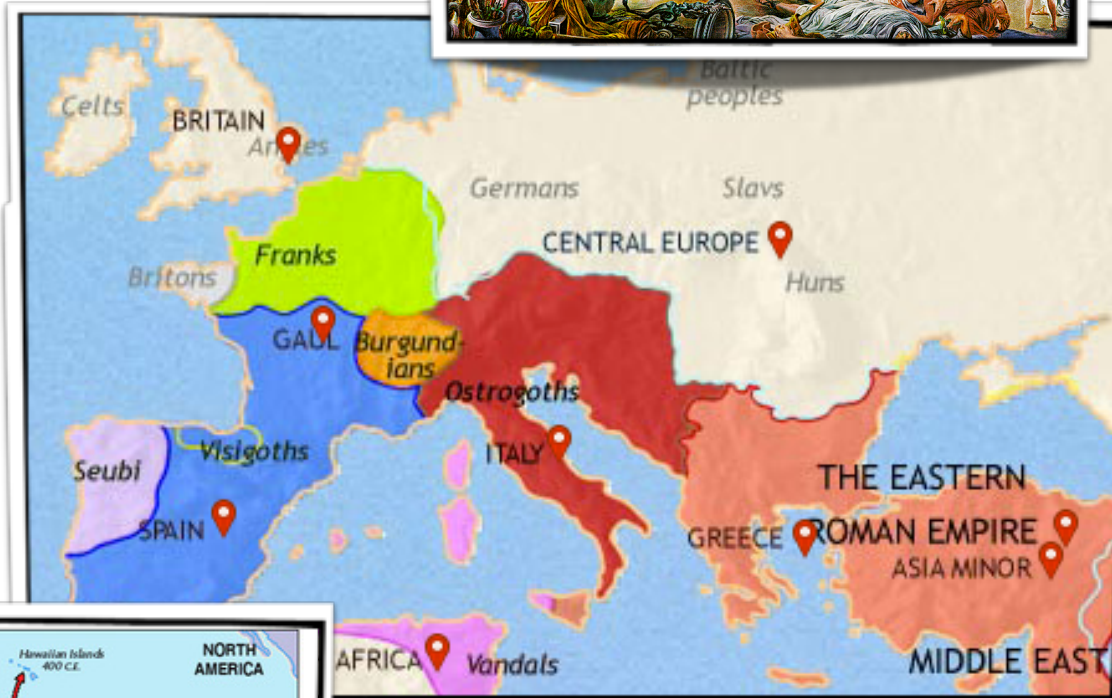 Baltic
peoples
Celts
BRITAIN
Angles
Germans
Slavs
CENTRAL EUROPE
Franks
Britons
Huns
GAUL
Burgund-
ians
Ostrogoths
Visigoths
ITALY
Seubi
THE EASTERN
SPAIN
GREECE
ROMAN EMPIRE
ASIA MINOR
AFRICA
Vandals
MIDDLE EAST
Hawaiian Islands
400 C.E.
NORTH
AMERICA